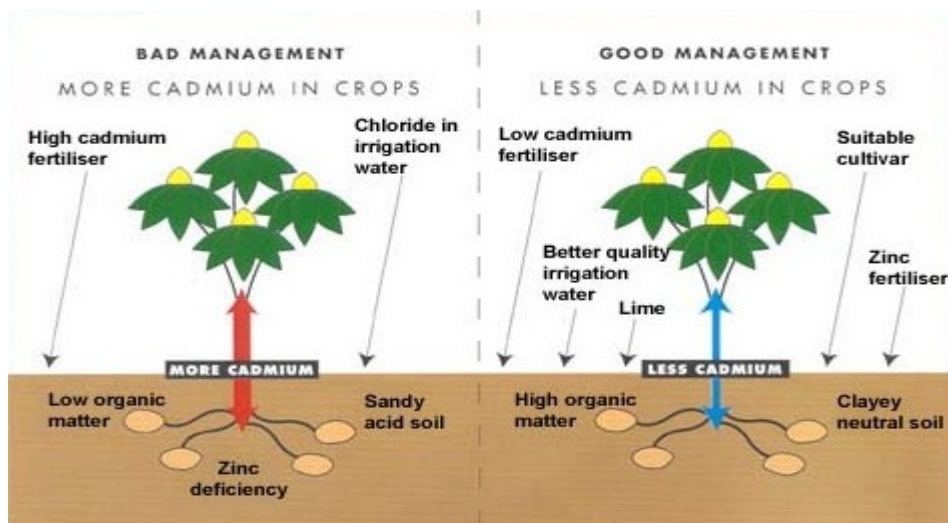 BAD MANAGEMENT
MORE CADMIUM IN CROPS
High cadmium
fertiliser
Chloride in
irrigation
water
MORE CADMIUM
Low organic
matter
Sandy
acid soil
Zinc
deficiency
GOOD MANAGEMENT
LESS CADMIUM IN CROPS
Low cadmium
fertiliser
Suitable
cultivar
Better quality
irrigation
water
Lime
Zinc
fertiliser
LESS CADMIUM
High organic
matter
Clayey
neutral soil